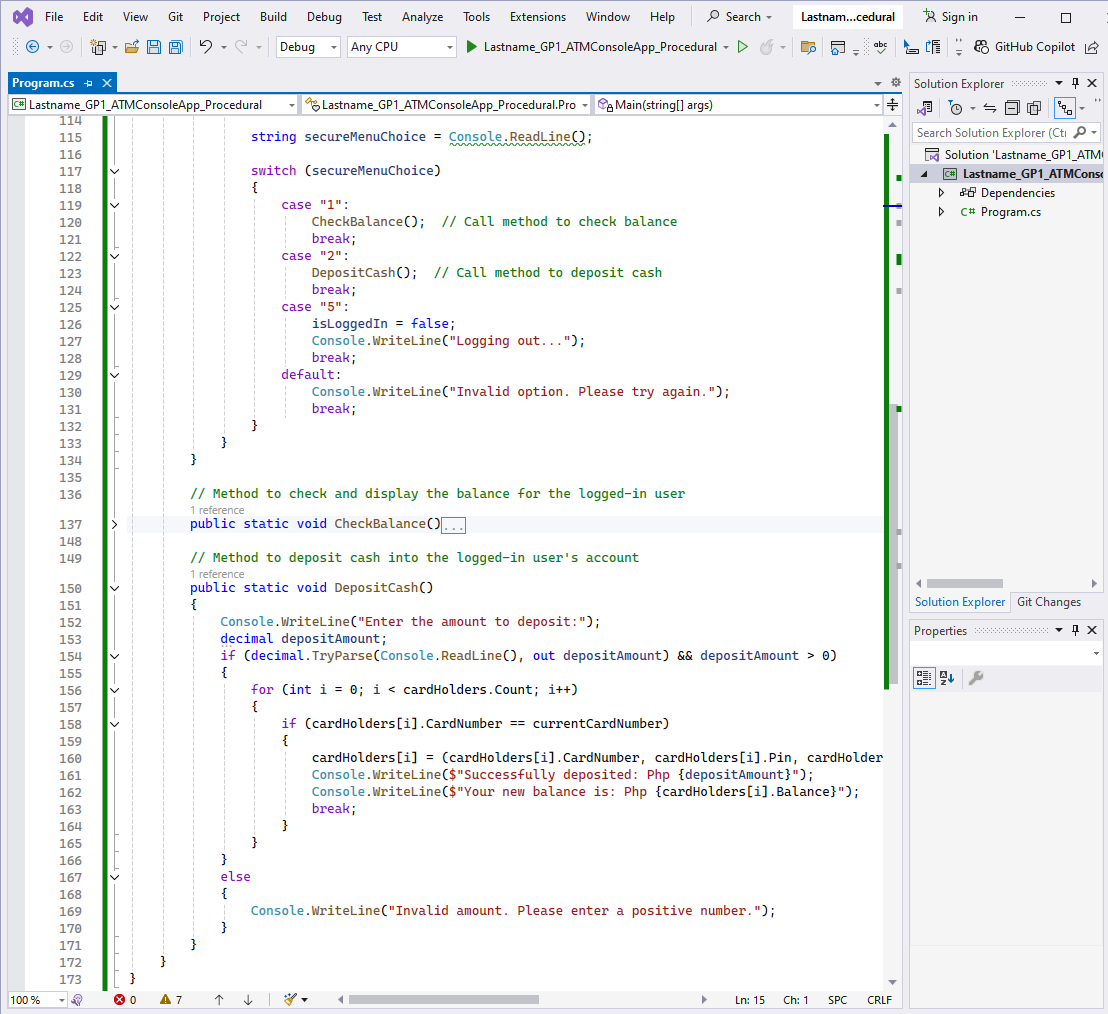 File Edit View Git Project Build Debug Test Analyze Tools Extensions Window Help Search Lastnam...cedural Sign in
Debug Any CPU Lastname_GP1_ATMConsoleApp_Procedural GitHub Copilot
Program.cs
Lastname_GP1_ATMConsoleApp_Procedural Lastname_GP1_ATMConsoleApp_Procedural.Pro Main(string[] args)
114
115 string secureMenuChoice = Console.ReadLine();
116
117 switch (secureMenuChoice)
118 {
119 case "1":
120 CheckBalance();  // Call method to check balance
121 break;
122 case "2":
123 DepositCash();  // Call method to deposit cash
124 break;
125 case "5":
126 isLoggedIn = false;
127 Console.WriteLine("Logging out...");
128 break;
129 default:
130 Console.WriteLine("Invalid option. Please try again.");
131 break;
132 }
133 }
134 }
135
136 // Method to check and display the balance for the logged-in user
1 reference
137 public static void CheckBalance()...
148
149 // Method to deposit cash into the logged-in user's account
1 reference
150 public static void DepositCash()
151 {
152 Console.WriteLine("Enter the amount to deposit:");
153 decimal depositAmount;
154 if (decimal.TryParse(Console.ReadLine(), out depositAmount) && depositAmount > 0)
155 {
156 for (int i = 0; i < cardHolders.Count; i++)
157 {
158 if (cardHolders[i].CardNumber == currentCardNumber)
159 {
160 cardHolders[i] = (cardHolders[i].CardNumber, cardHolders[i].Pin, cardHolder
161 Console.WriteLine($"Successfully deposited: Php {depositAmount}");
162 Console.WriteLine($"Your new balance is: Php {cardHolders[i].Balance}");
163 break;
164 }
165 }
166 }
167 else
168 {
169 Console.WriteLine("Invalid amount. Please enter a positive number.");
170 }
171 }
172 }
173 }
100 % 0 7 Ln: 15 Ch: 1 SPC CRLF
Solution Explorer
Search Solution Explorer (Ct
Solution 'Lastname_GP1_ATM
Lastname_GP1_ATMCons
Dependencies
C# Program.cs
Solution Explorer Git Changes
Properties